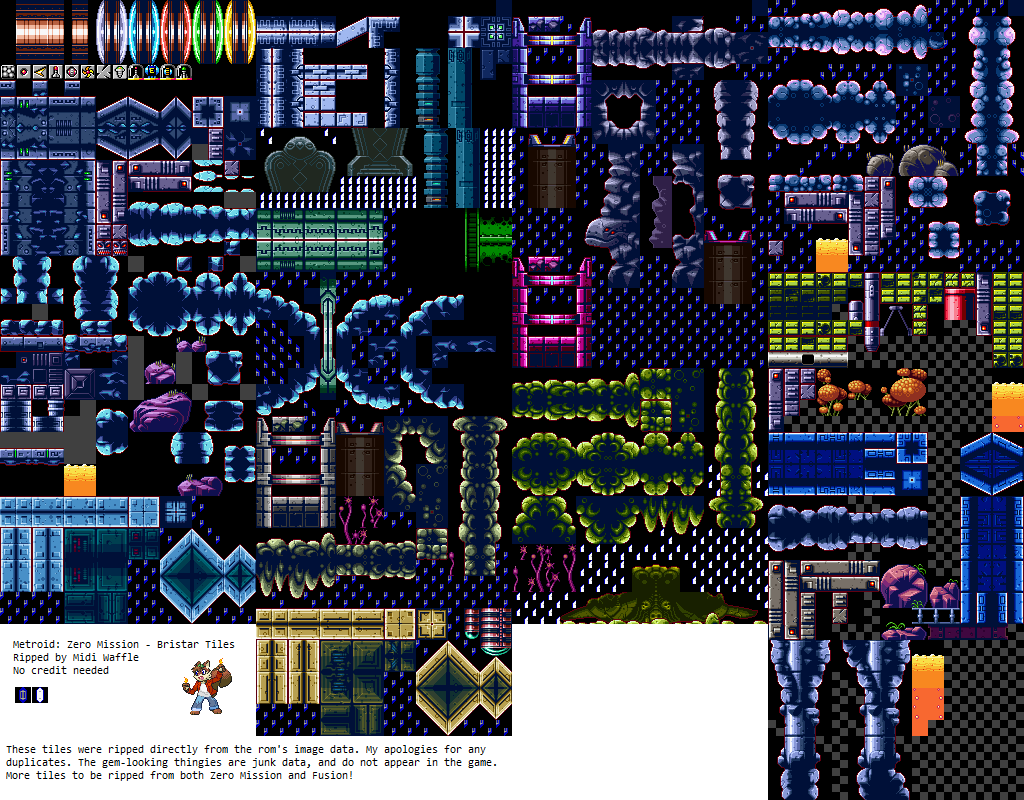 Metroid: Zero Mission - Bristar Tiles
Ripped by Midi Waffle
No credit needed
These tiles were ripped directly from the rom's image data. My apologies for any
duplicates. The gem-looking thingies are junk data, and do not appear in the game.
More tiles to be ripped from both Zero Mission and Fusion!